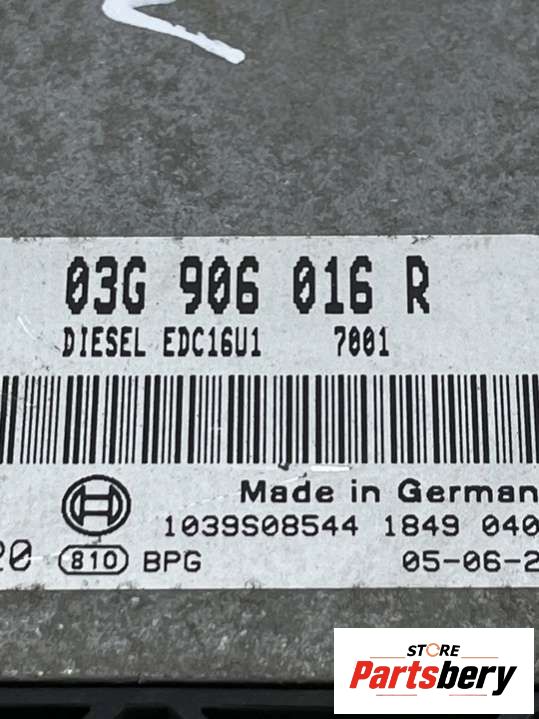 03G 906 016 R
DIESEL EDC16U1 7001
Made in German
1039S08544 1849 040
20 810 BPG 05-06-2
STORE
Partsbery